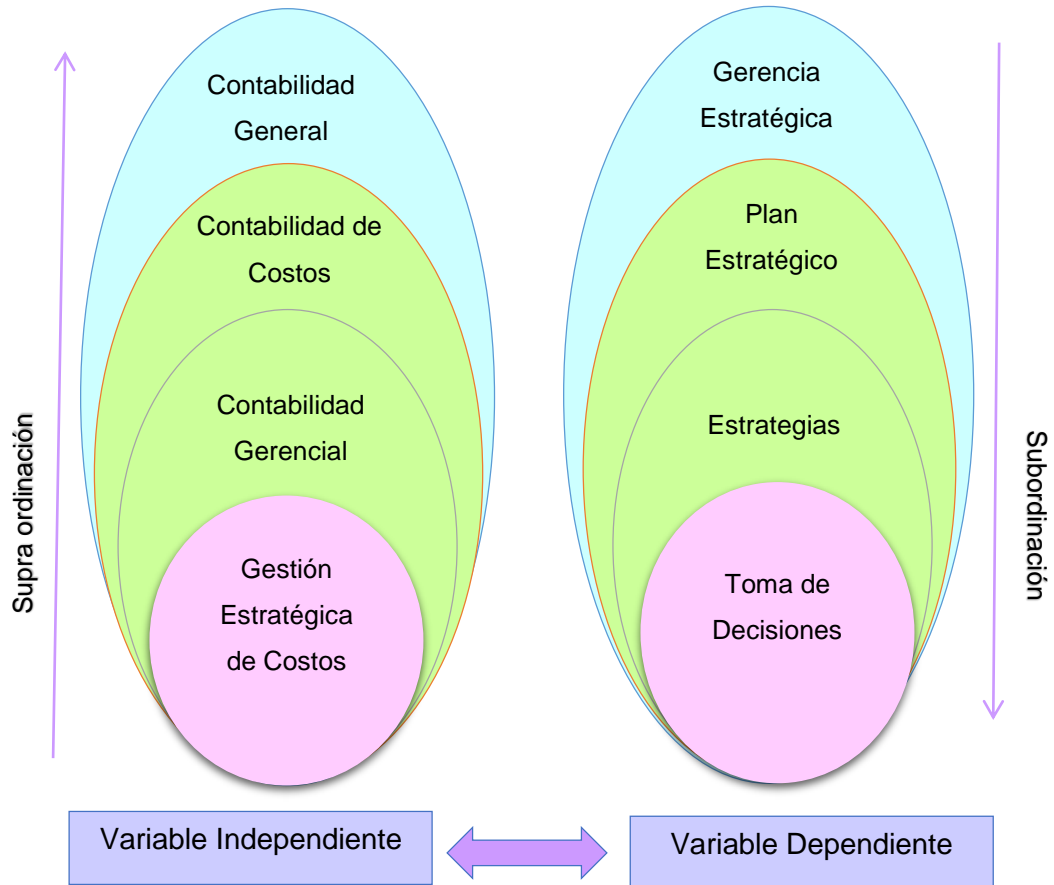 Contabilidad
General
Contabilidad de
Costos
Contabilidad
Gerencial
Gestión
Estratégica
de Costos
Supra ordinación
Variable Independiente
Gerencia
Estratégica
Plan
Estratégico
Estrategias
Toma de
Decisiones
Subordinación
Variable Dependiente